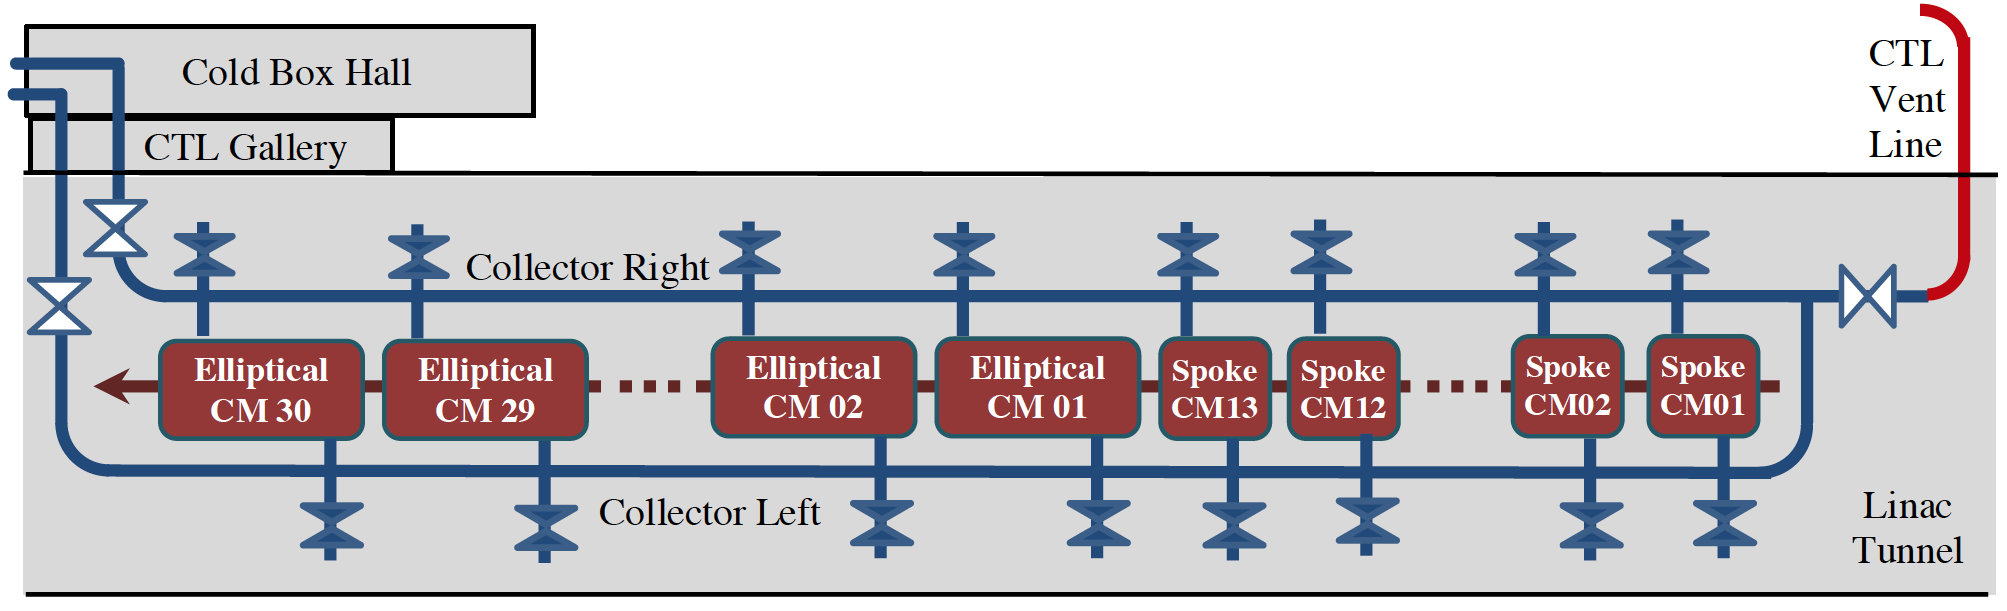 Cold Box Hall
CTL Gallery
CTL
Vent
Line
Collector Right
Elliptical
CM 30
Elliptical
CM 29
Elliptical
CM 02
Elliptical
CM 01
Spoke
CM13
Spoke
CM12
Spoke
CM02
Spoke
CM01
Collector Left
Linac
Tunnel